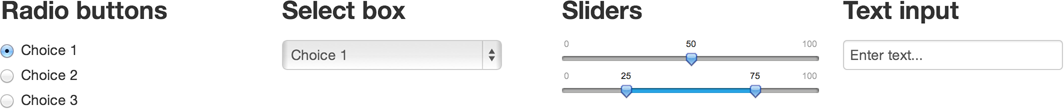 Radio buttons
Choice 1
Choice 2
Choice 3
Select box
Choice 1
Sliders
0 50 100
0 25 75 100
Text input
Enter text...